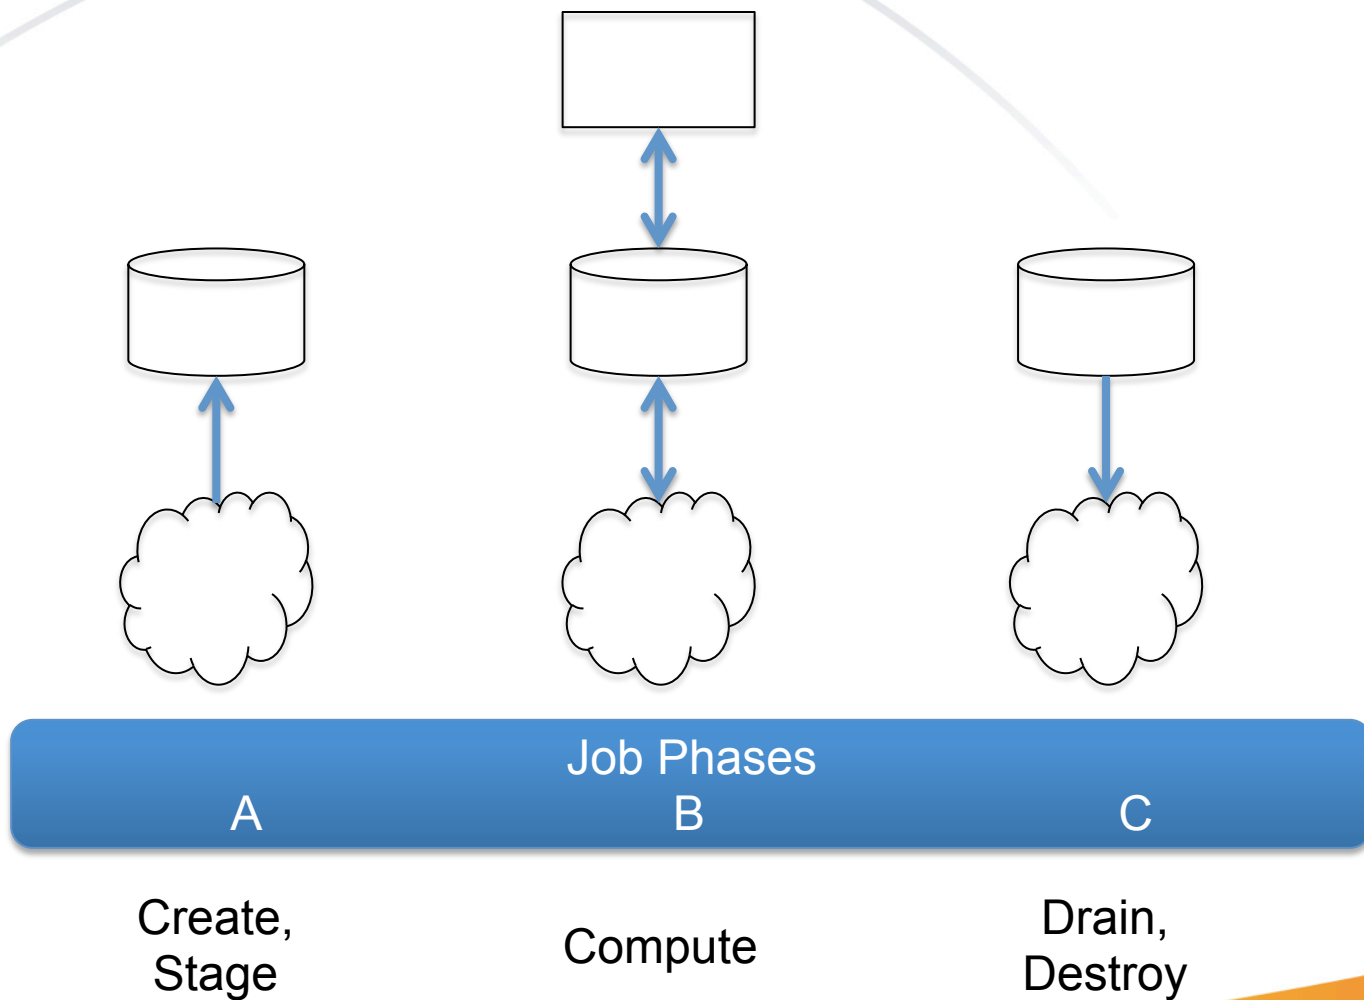 Job Phases
A B C
Create,
Stage
Compute
Drain,
Destroy